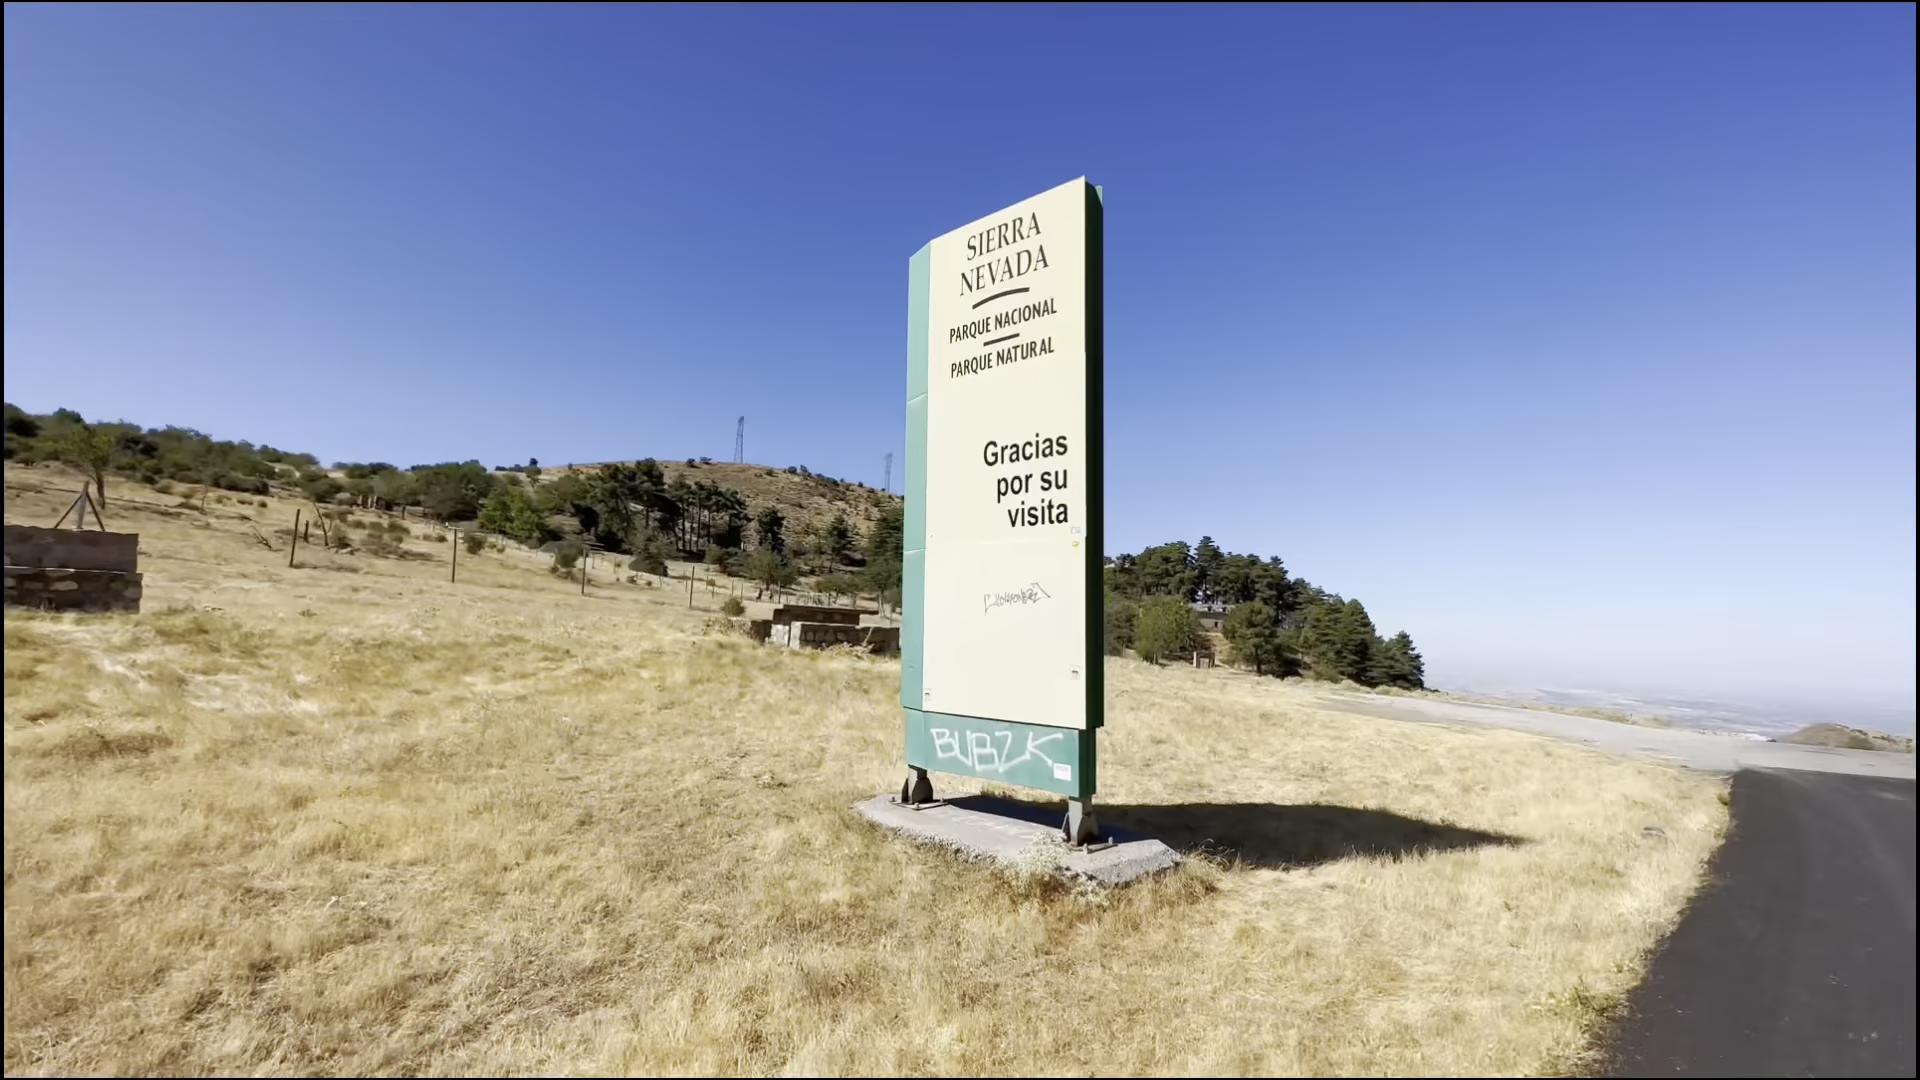 SIERRA
NEVADA
PARQUE NACIONAL
PARQUE NATURAL
Gracias
por su
visita
BUBZK